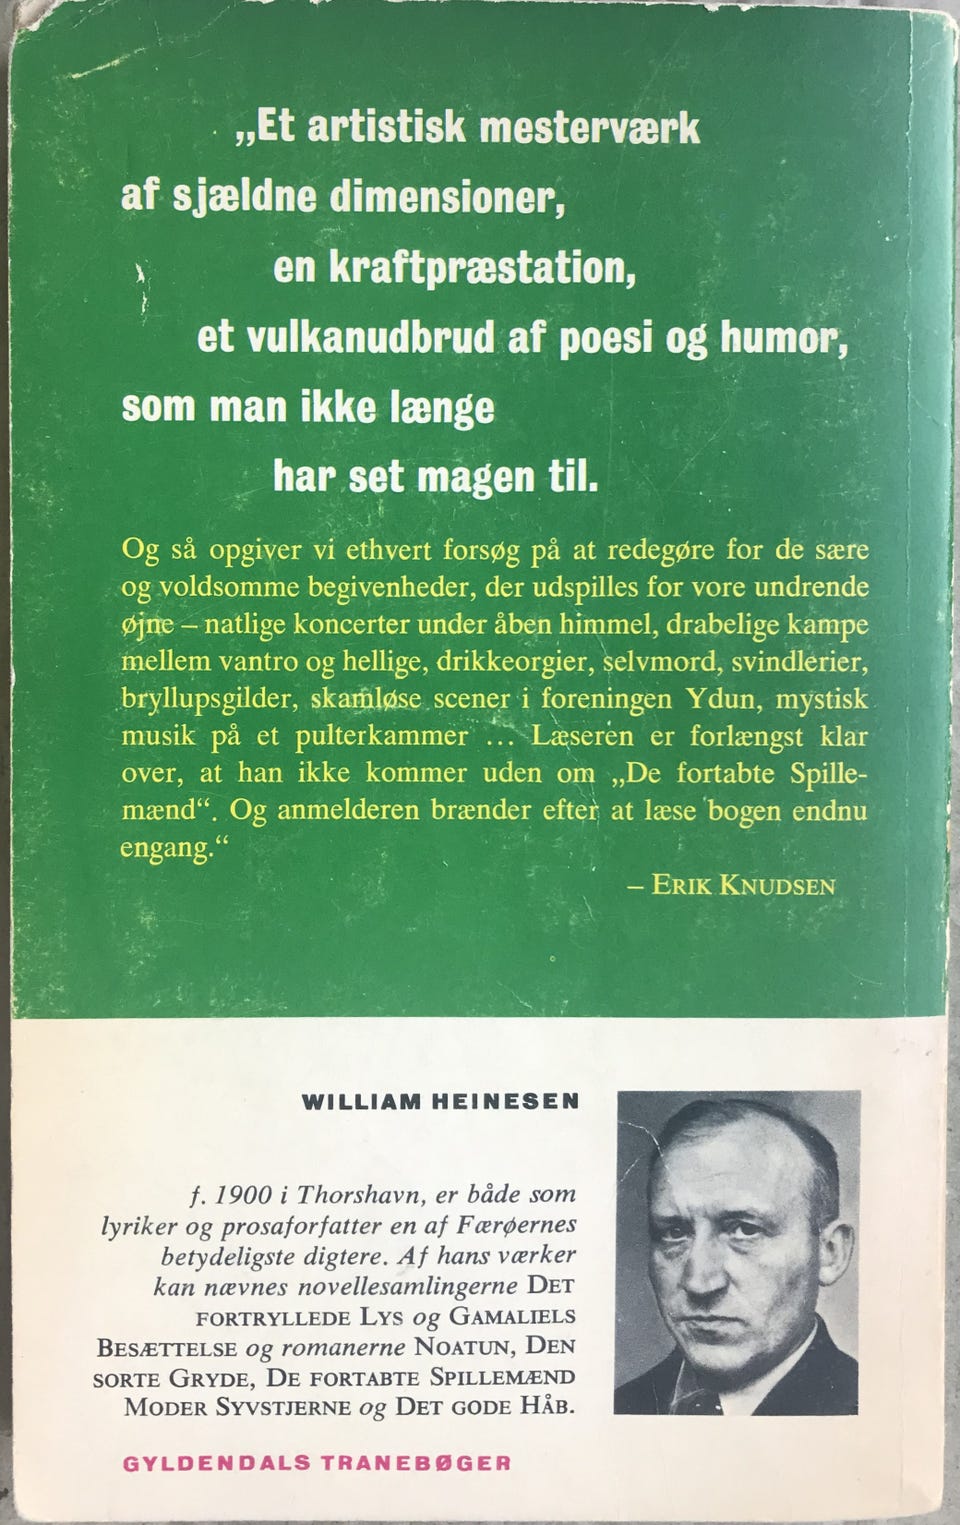 „Et artistisk mesterværk
af sjældne dimensioner,
en kraftpræstation,
et vulkanudbrud af poesi og humor,
som man ikke længe
har set magen til.
Og så opgiver vi ethvert forsøg på at redegøre for de sære
og voldsomme begivenheder, der udspilles for vore undrende
øjne – natlige koncerter under åben himmel, drabelige kampe
mellem vantro og hellige, drikkeorgier, selvmord, svindlerier,
bryllupsgilder, skamløse scener i foreningen Ydun, mystisk
musik på et pulterkammer ... Læseren er forlængst klar
over, at han ikke kommer uden om „De fortabte Spille-
mænd“. Og anmelderen brænder efter at læse bogen endnu
engang.“
– ERIK KNUDSEN
WILLIAM HEINESEN
f. 1900 i Thorshavn, er både som
lyriker og prosaforfatter en af Færøernes
betydeligste digtere. Af hans værker
kan nævnes novellesamlingerne DET
FORTRYLLEDE LYS og GAMALIELS
BESÆTTELSE og romanerne NOATUN, DEN
SORTE GRYDE, DE FORTABTE SPILLEMÆND
MODER SYVSTJERNE og DET GODE HÅB.
GYLDENDALS TRANEBØGER